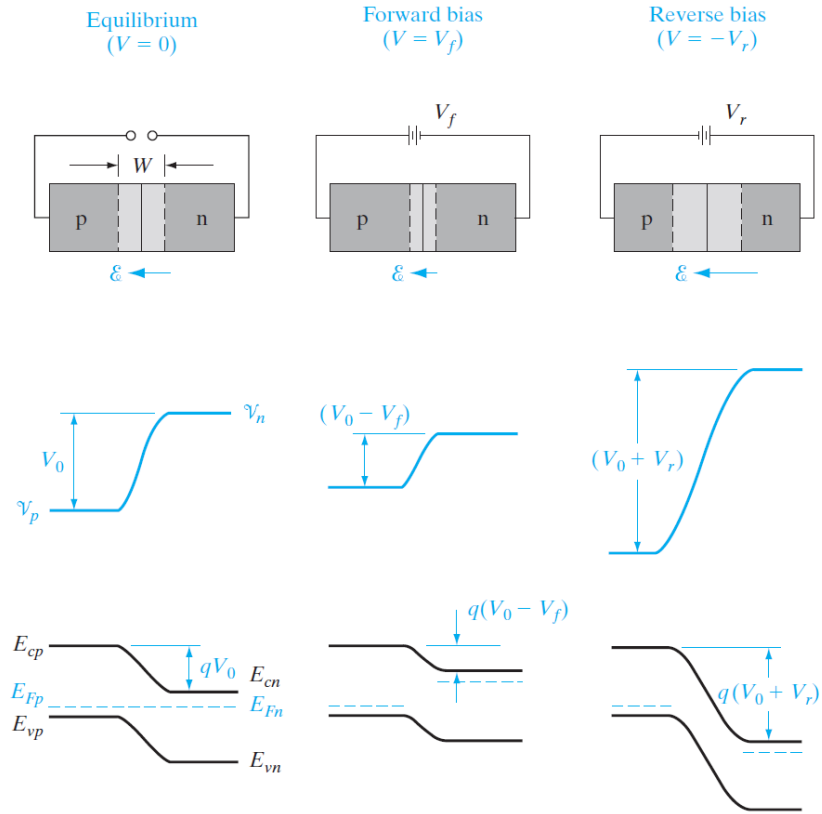 Equilibrium
(V = 0)
Forward bias
(V = V_f)
Reverse bias
(V = −V_r)
V_f
V_r
W
p
n
p
n
p
n
ℰ
ℰ
ℰ
V_0
𝒱_n
𝒱_p
(V_0 − V_f)
(V_0 + V_r)
E_cp
qV_0
E_cn
E_Fp
E_Fn
E_vp
E_vn
q(V_0 − V_f)
q(V_0 + V_r)